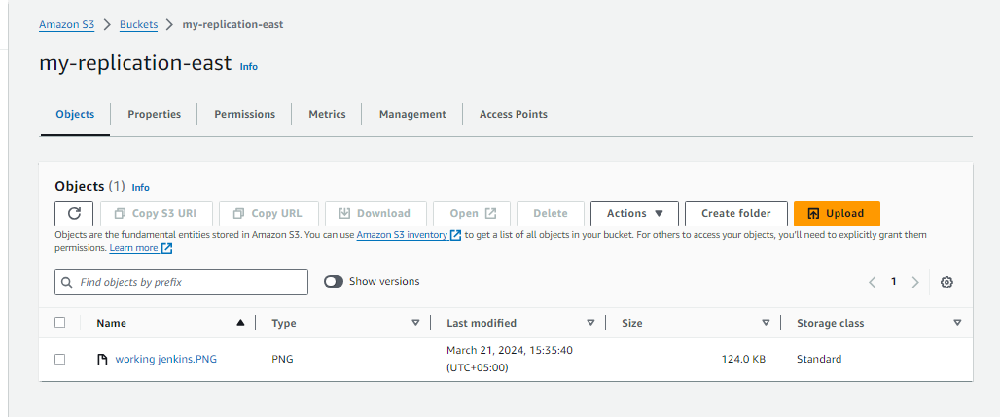 Amazon S3 > Buckets > my-replication-east
my-replication-east Info
Objects Properties Permissions Metrics Management Access Points
Objects (1) Info
Copy S3 URI Copy URL Download Open Delete Actions Create folder Upload
Objects are the fundamental entities stored in Amazon S3. You can use Amazon S3 inventory to get a list of all objects in your bucket. For others to access your objects, you'll need to explicitly grant them
permissions. Learn more
Find objects by prefix Show versions 1
Name Type Last modified Size Storage class
working jenkins.PNG PNG March 21, 2024, 15:35:40 124.0 KB Standard
(UTC+05:00)